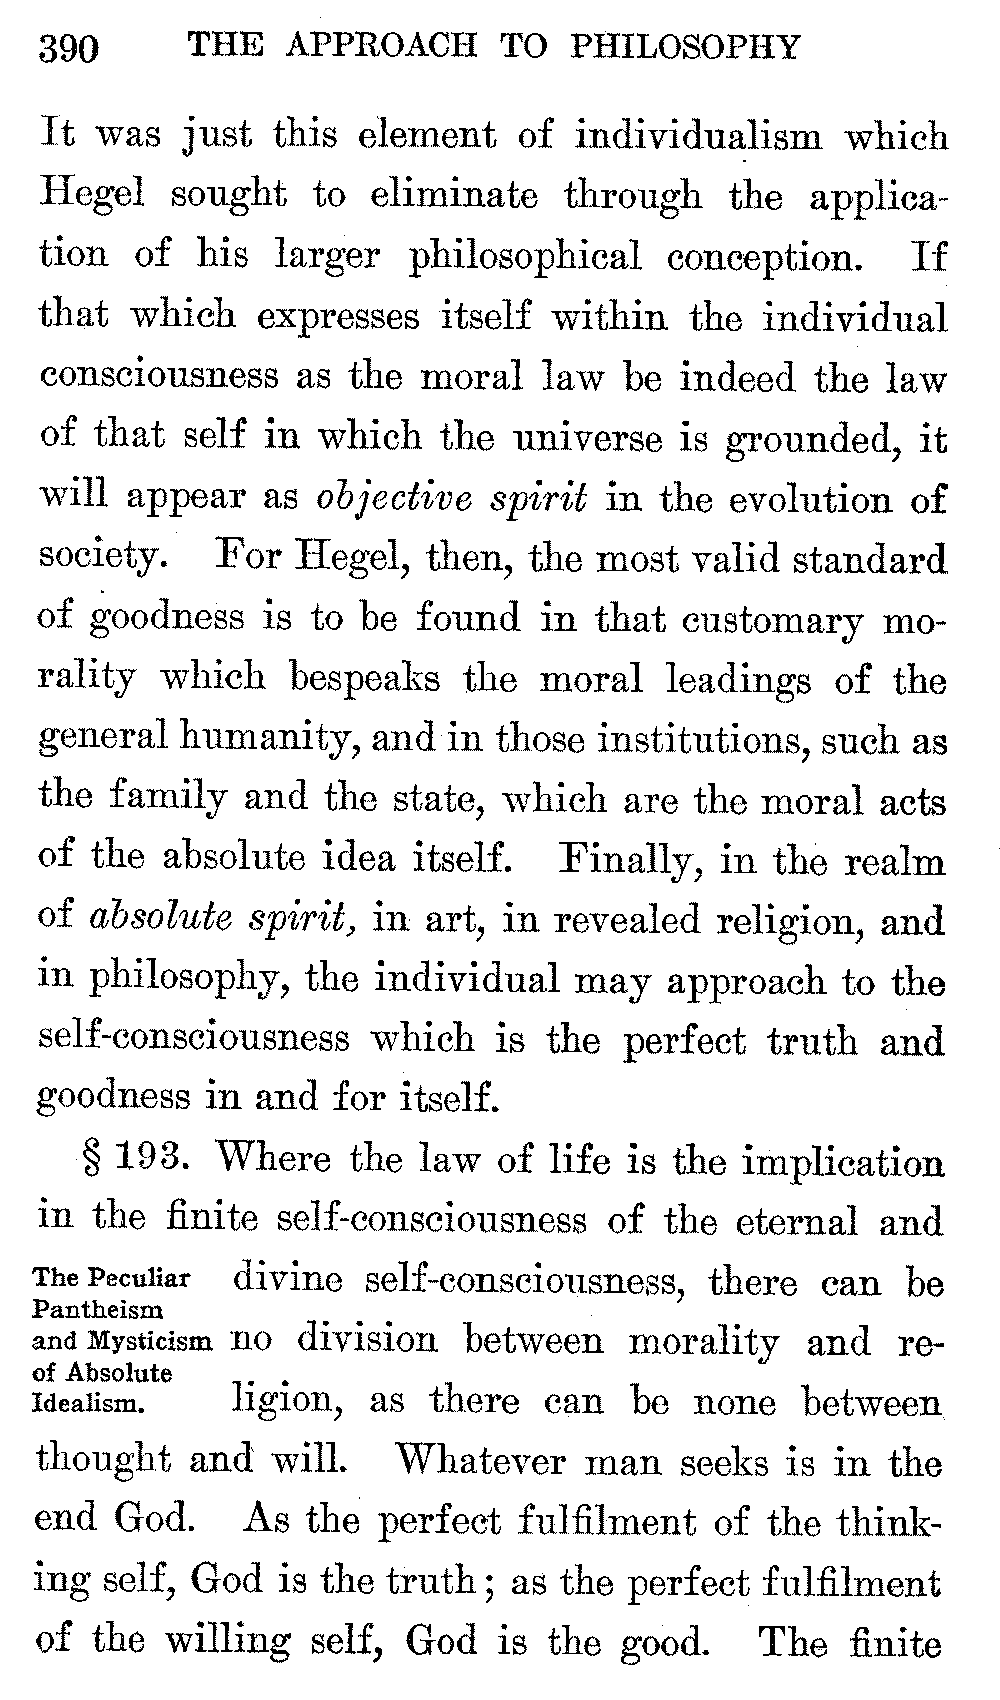 390 THE APPROACH TO PHILOSOPHY
It was just this element of individualism which
Hegel sought to eliminate through the applica-
tion of his larger philosophical conception. If
that which expresses itself within the individual
consciousness as the moral law be indeed the law
of that self in which the universe is grounded, it
will appear as objective spirit in the evolution of
society. For Hegel, then, the most valid standard
of goodness is to be found in that customary mo-
rality which bespeaks the moral leadings of the
general humanity, and in those institutions, such as
the family and the state, which are the moral acts
of the absolute idea itself. Finally, in the realm
of absolute spirit, in art, in revealed religion, and
in philosophy, the individual may approach to the
self-consciousness which is the perfect truth and
goodness in and for itself.
§ 193. Where the law of life is the implication
in the finite self-consciousness of the eternal and
The Peculiar
Pantheism
and Mysticism
of Absolute
Idealism.
divine self-consciousness, there can be
no division between morality and re-
ligion, as there can be none between
thought and will. Whatever man seeks is in the
end God. As the perfect fulfilment of the think-
ing self, God is the truth; as the perfect fulfilment
of the willing self, God is the good. The finite